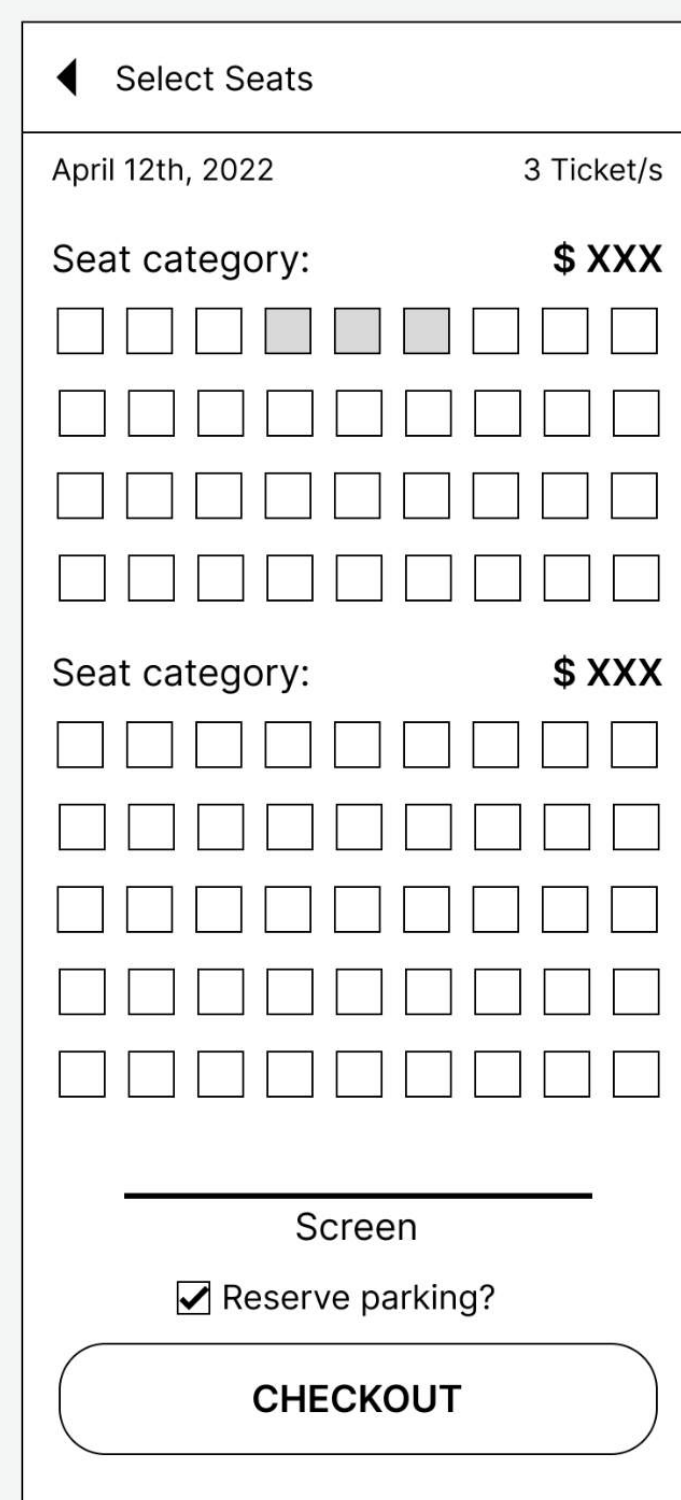 Select Seats
April 12th, 2022 3 Ticket/s
Seat category: $ XXX
Seat category: $ XXX
Screen
Reserve parking?
CHECKOUT